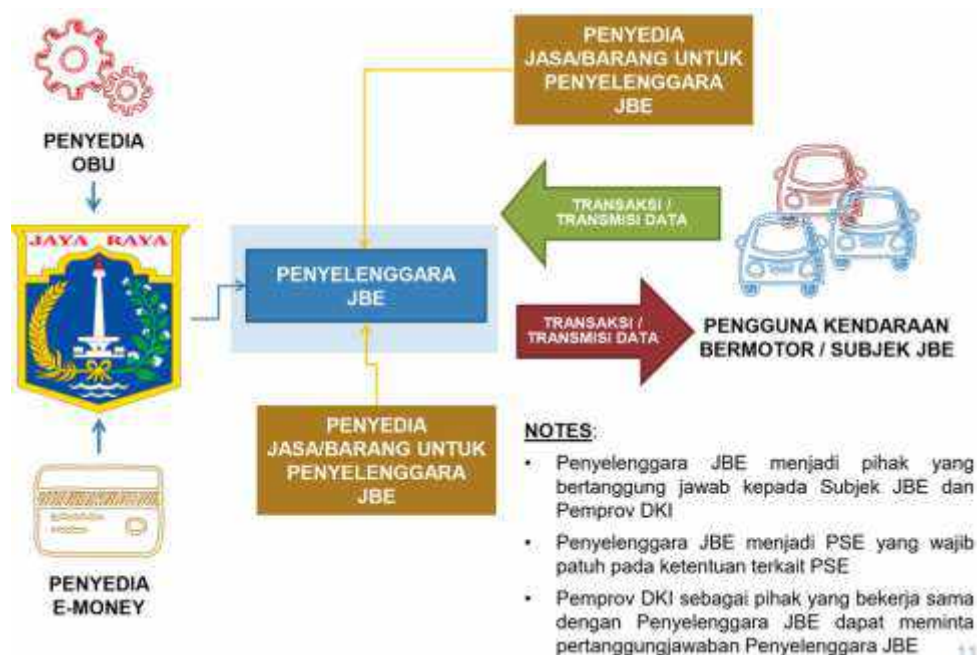 PENYEDIA
JASA/BARANG UNTUK
PENYELENGGARA
JBE
PENYEDIA
OBU
JAYA RAYA
TRANSAKSI /
TRANSMISI DATA
PENYELENGGARA
JBE
TRANSAKSI /
TRANSMISI DATA
PENGGUNA KENDARAAN
BERMOTOR / SUBJEK JBE
PENYEDIA
JASA/BARANG UNTUK
PENYELENGGARA
JBE
PENYEDIA
E-MONEY
NOTES:
• Penyelenggara JBE menjadi pihak yang
bertanggung jawab kepada Subjek JBE dan
Pemprov DKI
• Penyelenggara JBE menjadi PSE yang wajib
patuh pada ketentuan terkait PSE
• Pemprov DKI sebagai pihak yang bekerja sama
dengan Penyelenggara JBE dapat meminta
pertanggungjawaban Penyelenggara JBE